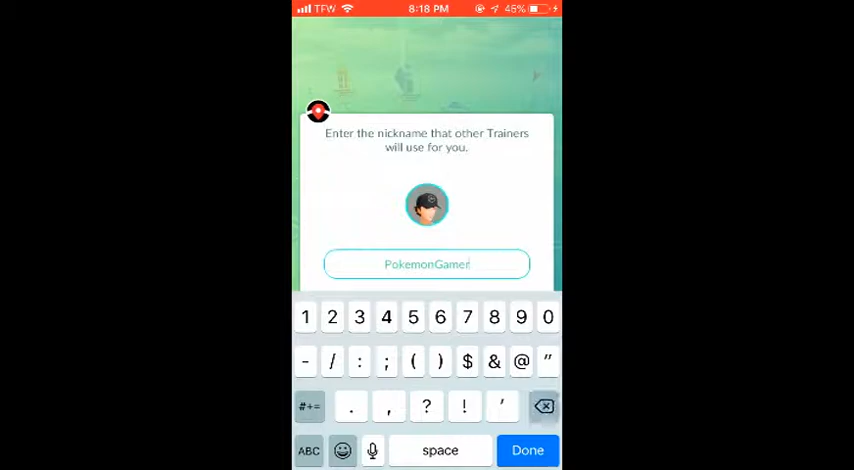 TFW 8:18 PM 45%
Enter the nickname that other Trainers
will use for you.
PokemonGamer
1 2 3 4 5 6 7 8 9 0
- / : ; ( ) $ & @ "
#+= . , ? ! '
ABC space Done